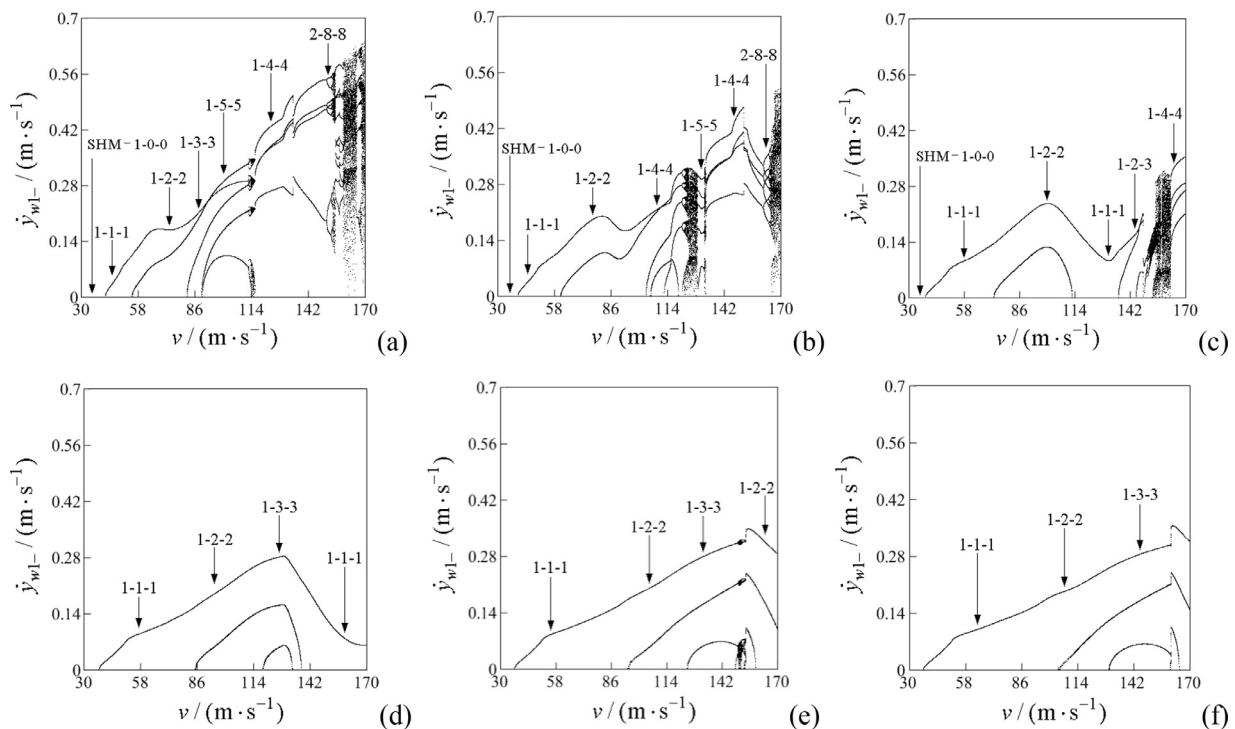 0.7
0.56
0.42
0.28
0.14
0
ẏw1− / (m · s⁻¹)
SHM−1-0-0
1-1-1
1-2-2
1-3-3
1-5-5
1-4-4
2-8-8
30 58 86 114 142 170
v / (m · s⁻¹)
(a)
0.7
0.56
0.42
0.28
0.14
0
ẏw1− / (m · s⁻¹)
SHM−1-0-0
1-1-1
1-2-2
1-4-4
1-5-5
1-4-4
2-8-8
30 58 86 114 142 170
v / (m · s⁻¹)
(b)
0.7
0.56
0.42
0.28
0.14
0
ẏw1− / (m · s⁻¹)
SHM−1-0-0
1-1-1
1-2-2
1-1-1
1-2-3
1-4-4
30 58 86 114 142 170
v / (m · s⁻¹)
(c)
0.7
0.56
0.42
0.28
0.14
0
ẏw1− / (m · s⁻¹)
1-1-1
1-2-2
1-3-3
1-1-1
30 58 86 114 142 170
v / (m · s⁻¹)
(d)
0.7
0.56
0.42
0.28
0.14
0
ẏw1− / (m · s⁻¹)
1-1-1
1-2-2
1-3-3
1-2-2
30 58 86 114 142 170
v / (m · s⁻¹)
(e)
0.7
0.56
0.42
0.28
0.14
0
ẏw1− / (m · s⁻¹)
1-1-1
1-2-2
1-3-3
30 58 86 114 142 170
v / (m · s⁻¹)
(f)